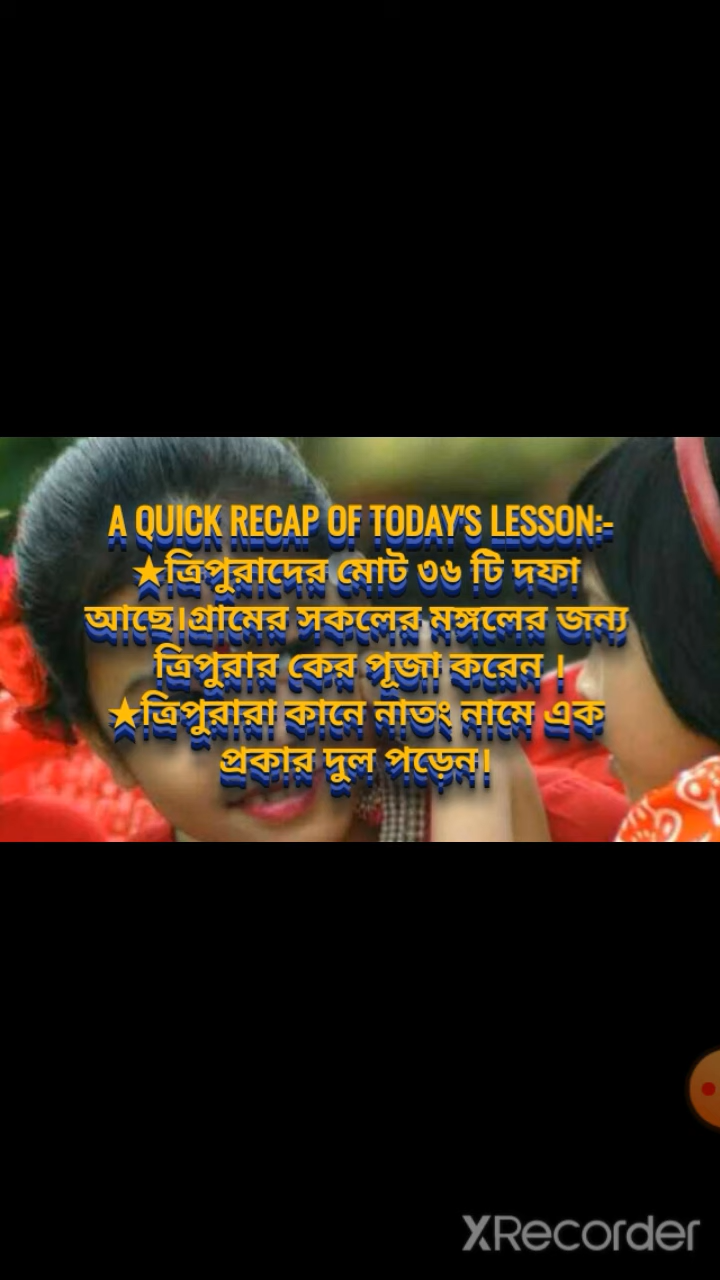 A QUICK RECAP OF TODAY'S LESSON:-
★ত্রিপুরাদের মোট ৩৬ টি দফা
আছে।গ্রামের সকলের মঙ্গলের জন্য
ত্রিপুরার কের পূজা করেন ।
★ত্রিপুরারা কানে নাতং নামে এক
প্রকার দুল পড়েন।
XRecorder